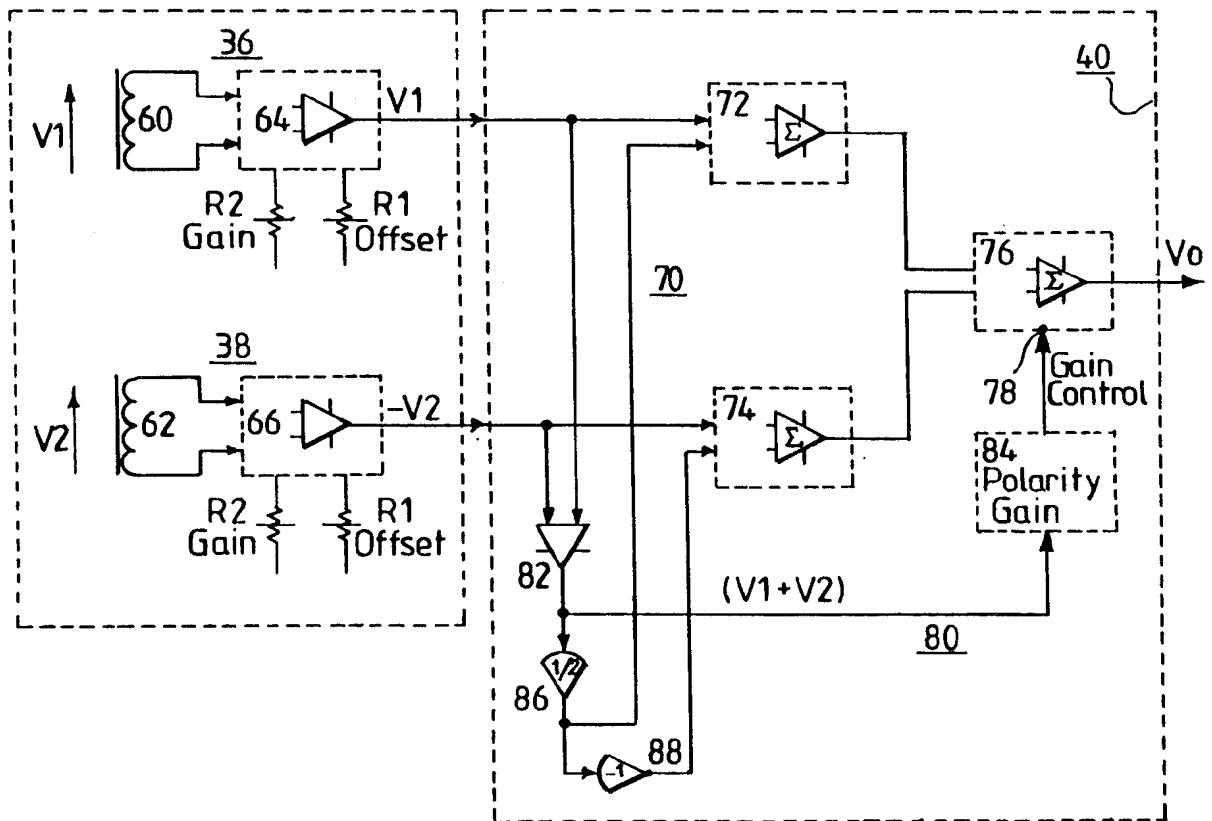 36
40
V1
60
64
V1
R2
Gain
R1
Offset
72
Σ
70
76
Σ
Vo
78
Gain
Control
38
V2
62
66
-V2
R2
Gain
R1
Offset
74
Σ
84
Polarity
Gain
82
(V1+V2)
80
1/2
86
-1
88